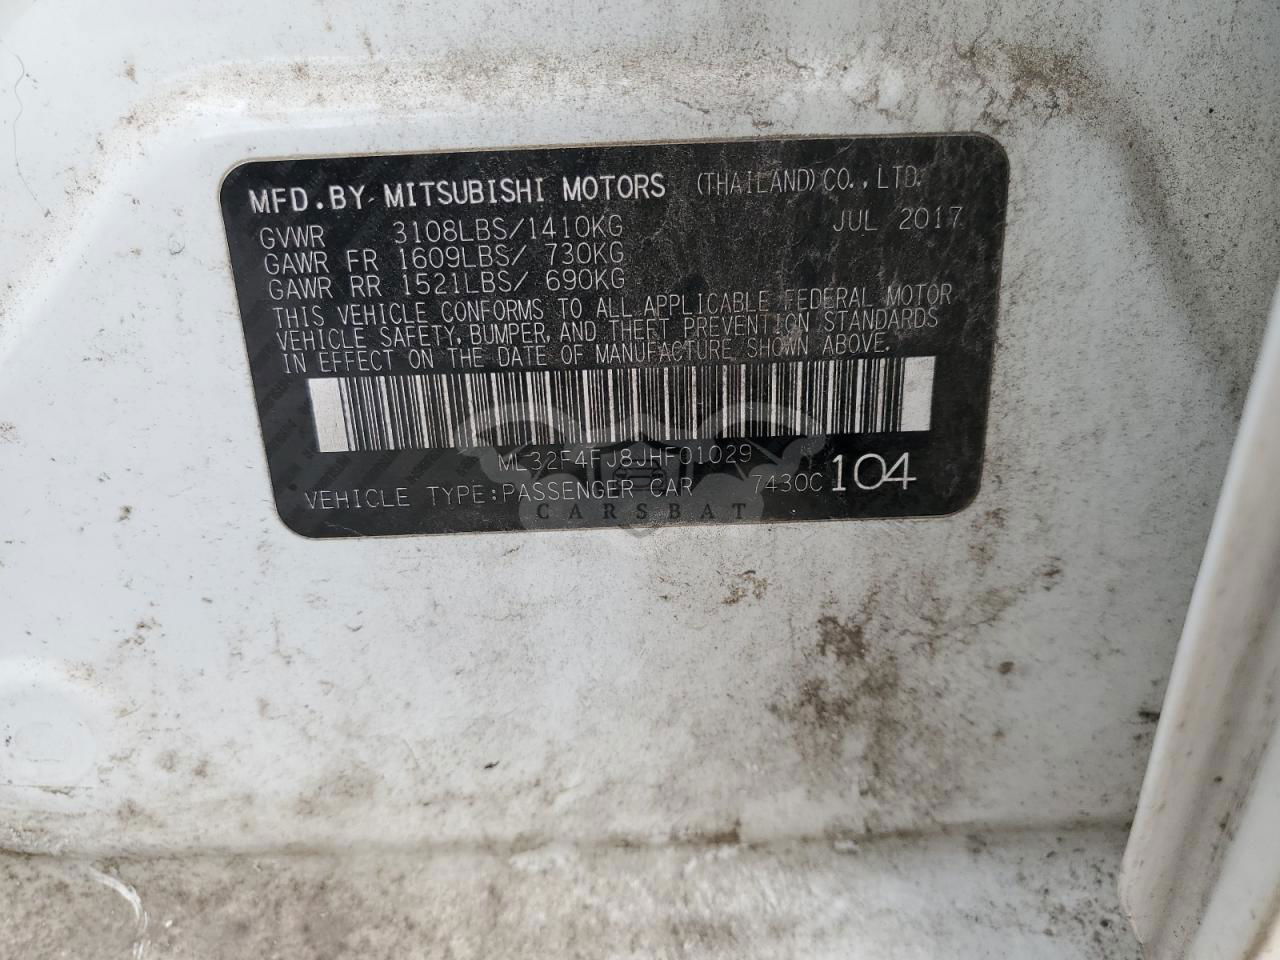 MFD.BY MITSUBISHI MOTORS (THAILAND)CO.,LTD.
GVWR 3108LBS/1410KG JUL 2017
GAWR FR 1609LBS/ 730KG
GAWR RR 1521LBS/ 690KG
THIS VEHICLE CONFORMS TO ALL APPLICABLE FEDERAL MOTOR
VEHICLE SAFETY, BUMPER, AND THEFT PREVENTION STANDARDS
IN EFFECT ON THE DATE OF MANUFACTURE SHOWN ABOVE.
ML32F4FJ8JHF01029
VEHICLE TYPE:PASSENGER CAR 7430C 104
CARSBAT